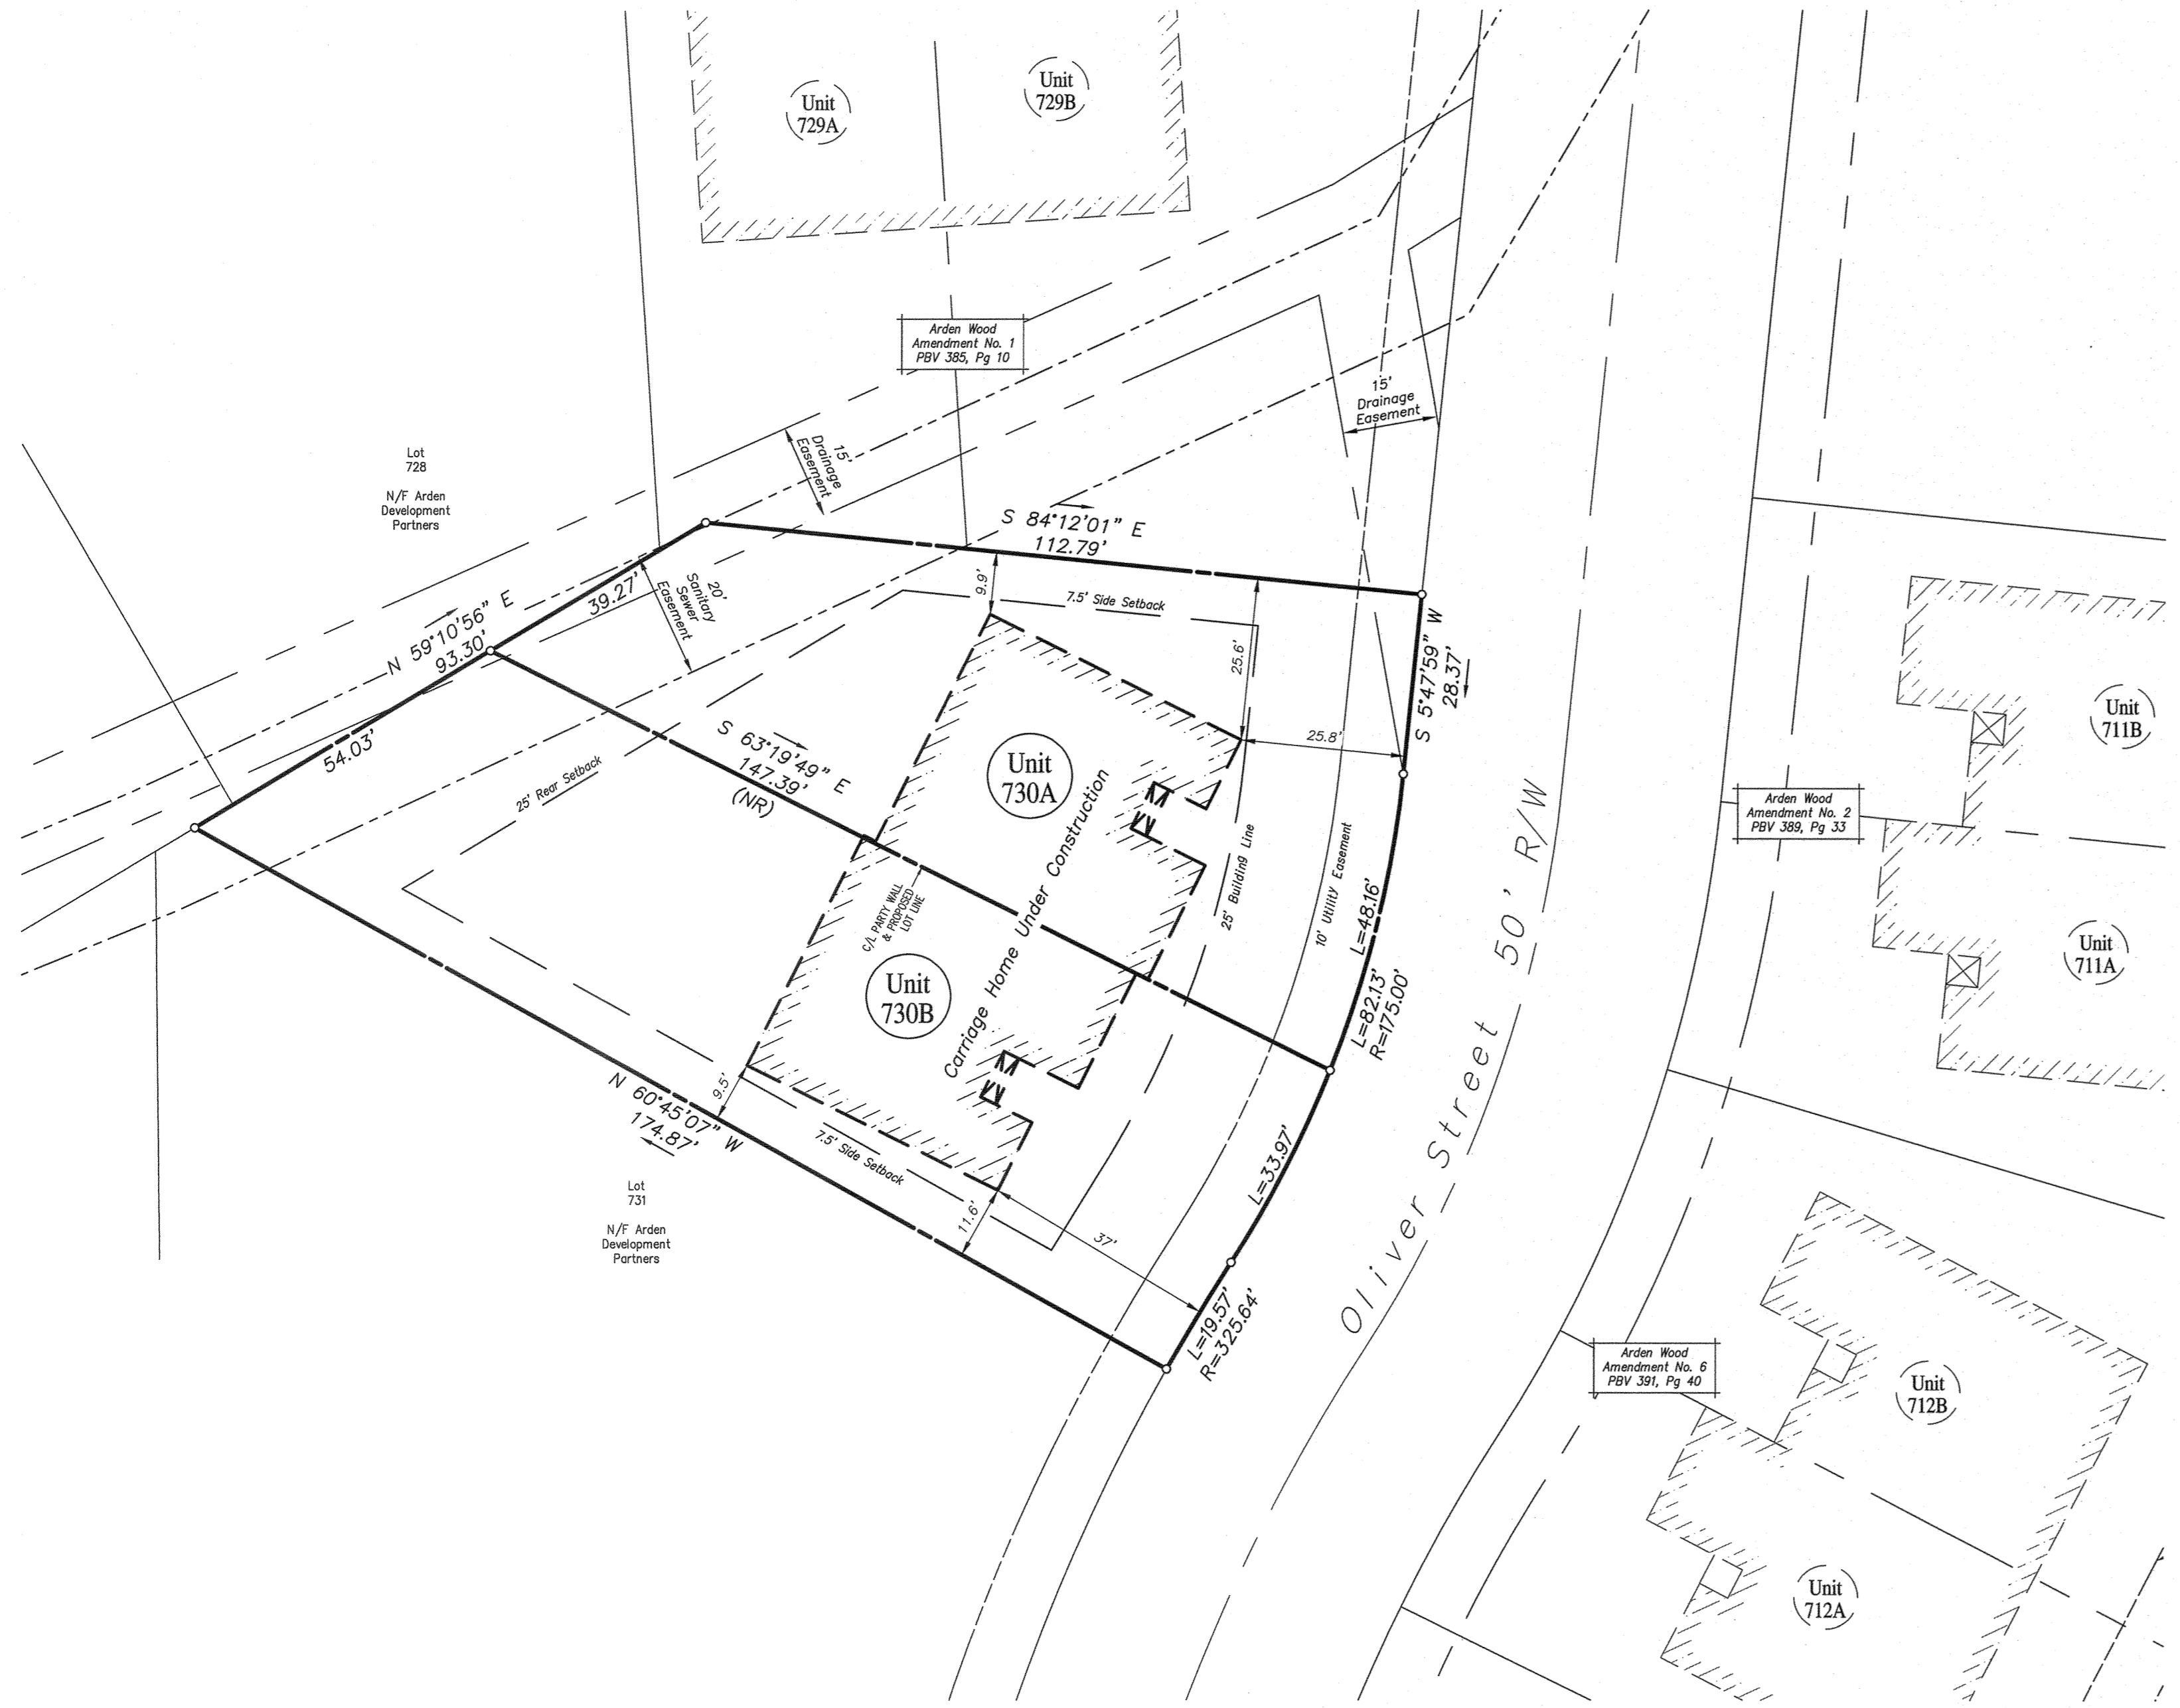 Unit
729A
Unit
729B
Arden Wood
Amendment No. 1
PBV 385, Pg 10
15'
Drainage
Easement
15'
Drainage
Easement
Lot
728
N/F Arden
Development
Partners
S 84°12'01" E
112.79'
N 59°10'56" E
93.30'
39.27'
54.03'
20'
Sanitary
Sewer
Easement
9.9'
7.5' Side Setback
25.6'
S 5°47'59" W
28.37'
25.8'
S 63°19'49" E
147.39'
(NR)
25' Rear Setback
Unit
730A
Carriage Home Under Construction
C/L PARTY WALL
& PROPOSED
LOT LINE
Unit
730B
25' Building Line
10' Utility Easement
L=48.16'
L=82.13'
R=175.00'
L=33.97'
L=19.57'
R=325.64'
9.5'
N 60°45'07" W
174.87'
7.5' Side Setback
11.6'
37'
Lot
731
N/F Arden
Development
Partners
Oliver Street 50' R/W
Unit
711B
Arden Wood
Amendment No. 2
PBV 389, Pg 33
Unit
711A
Arden Wood
Amendment No. 6
PBV 391, Pg 40
Unit
712B
Unit
712A